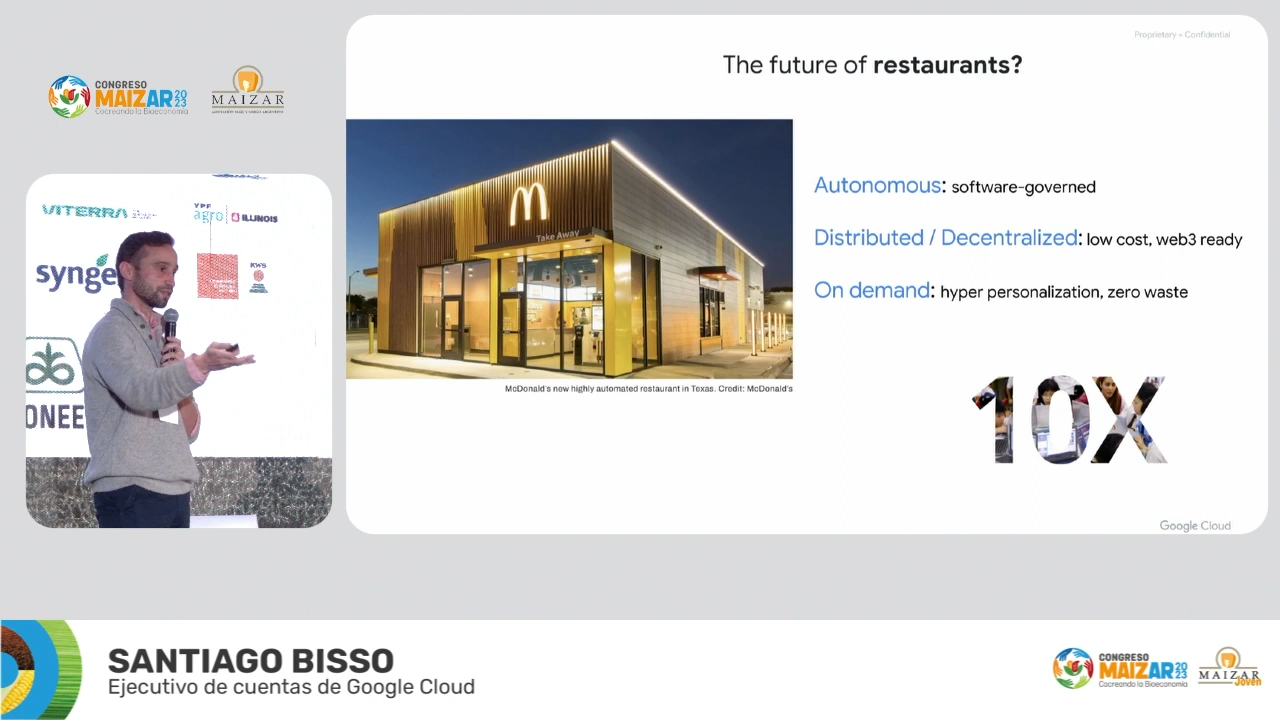 CONGRESO
MAIZAR 2023
Cocreando la Bioeconomía
MAIZAR
VITERRA
YPF
agro
ILLINOIS
synge
KWS
ONEE
Proprietary + Confidential
The future of restaurants?
Take Away
McDonald's new highly automated restaurant in Texas. Credit: McDonald's
Autonomous: software-governed
Distributed / Decentralized: low cost, web3 ready
On demand: hyper personalization, zero waste
10X
Google Cloud
SANTIAGO BISSO
Ejecutivo de cuentas de Google Cloud
CONGRESO
MAIZAR 2023
Cocreando la Bioeconomía
MAIZAR
Joven